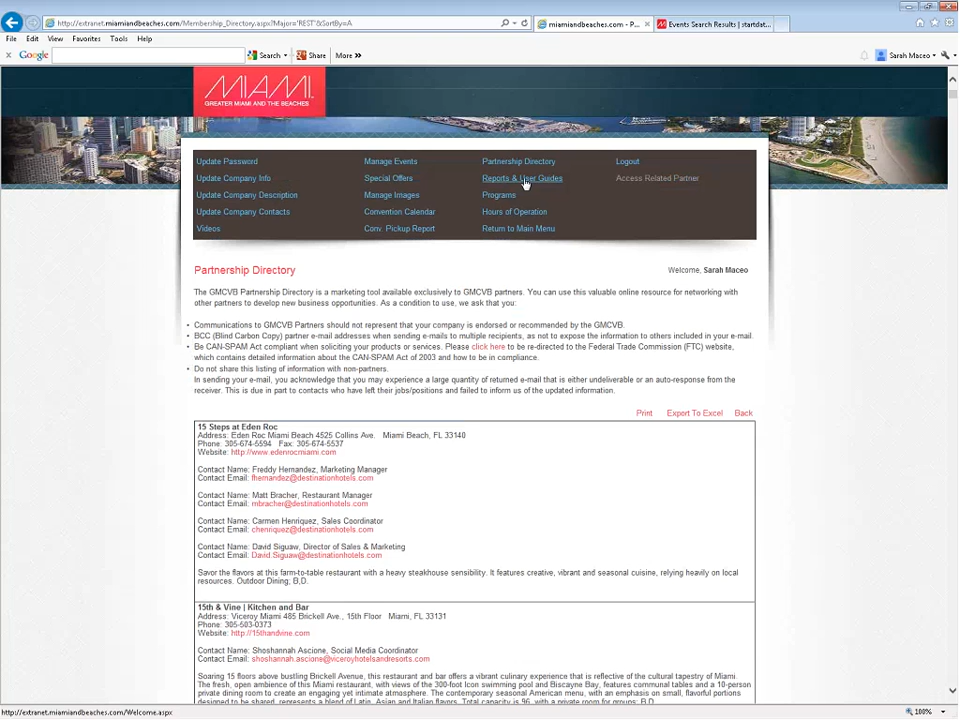 http://extranet.miamiandbeaches.com/Membership_Directory.aspx?Major='REST'&SortBy=A
miamiandbeaches.com - P...
Events Search Results | startdat...
File Edit View Favorites Tools Help
Google Search Share More »
Sarah Maceo
MIAMI
GREATER MIAMI AND THE BEACHES
Update Password Manage Events Partnership Directory Logout
Update Company Info Special Offers Reports & User Guides Access Related Partner
Update Company Description Manage Images Programs
Update Company Contacts Convention Calendar Hours of Operation
Videos Conv. Pickup Report Return to Main Menu
Partnership Directory Welcome, Sarah Maceo
The GMCVB Partnership Directory is a marketing tool available exclusively to GMCVB partners. You can use this valuable online resource for networking with
other partners to develop new business opportunities. As a condition to use, we ask that you:
• Communications to GMCVB Partners should not represent that your company is endorsed or recommended by the GMCVB.
• BCC (Blind Carbon Copy) partner e-mail addresses when sending e-mails to multiple recipients, as not to expose the information to others included in your e-mail.
• Be CAN-SPAM Act compliant when soliciting your products or services. Please click here to be re-directed to the Federal Trade Commission (FTC) website,
which contains detailed information about the CAN-SPAM Act of 2003 and how to be in compliance.
• Do not share this listing of information with non-partners.
In sending your e-mail, you acknowledge that you may experience a large quantity of returned e-mail that is either undeliverable or an auto-response from the
receiver. This is due in part to contacts who have left their jobs/positions and failed to inform us of the updated information.
Print Export To Excel Back
15 Steps at Eden Roc
Address: Eden Roc Miami Beach 4525 Collins Ave. Miami Beach, FL 33140
Phone: 305-674-5594 Fax: 305-674-5537
Website: http://www.edenrocmiami.com
Contact Name: Freddy Hernandez, Marketing Manager
Contact Email: fhernandez@destinationhotels.com
Contact Name: Matt Bracher, Restaurant Manager
Contact Email: mbracher@destinationhotels.com
Contact Name: Carmen Henriquez, Sales Coordinator
Contact Email: chenriquez@destinationhotels.com
Contact Name: David Siguaw, Director of Sales & Marketing
Contact Email: David.Siguaw@destinationhotels.com
Savor the flavors at this farm-to-table restaurant with a heavy steakhouse sensibility. It features creative, vibrant and seasonal cuisine, relying heavily on local
resources. Outdoor Dining; B,D.
15th & Vine | Kitchen and Bar
Address: Viceroy Miami 485 Brickell Ave., 15th Floor Miami, FL 33131
Phone: 305-503-0373
Website: http://15thandvine.com
Contact Name: Shoshannah Ascione, Social Media Coordinator
Contact Email: shoshannah.ascione@viceroyhotelsandresorts.com
Soaring 15 floors above bustling Brickell Avenue, this restaurant and bar offers a vibrant culinary experience that is reflective of the cultural tapestry of Miami.
The fresh, open ambience of this Miami restaurant, with views of the 300-foot Icon swimming pool and Biscayne Bay, features communal tables and a 10-person
private dining room to create an engaging yet intimate atmosphere. The contemporary seasonal American menu, with an emphasis on small, flavorful portions
designed to be shared, represents a blend of Latin, Asian and Italian flavors. Total capacity is 96, with a private room for groups; B,D
http://extranet.miamiandbeaches.com/Welcome.aspx 100%